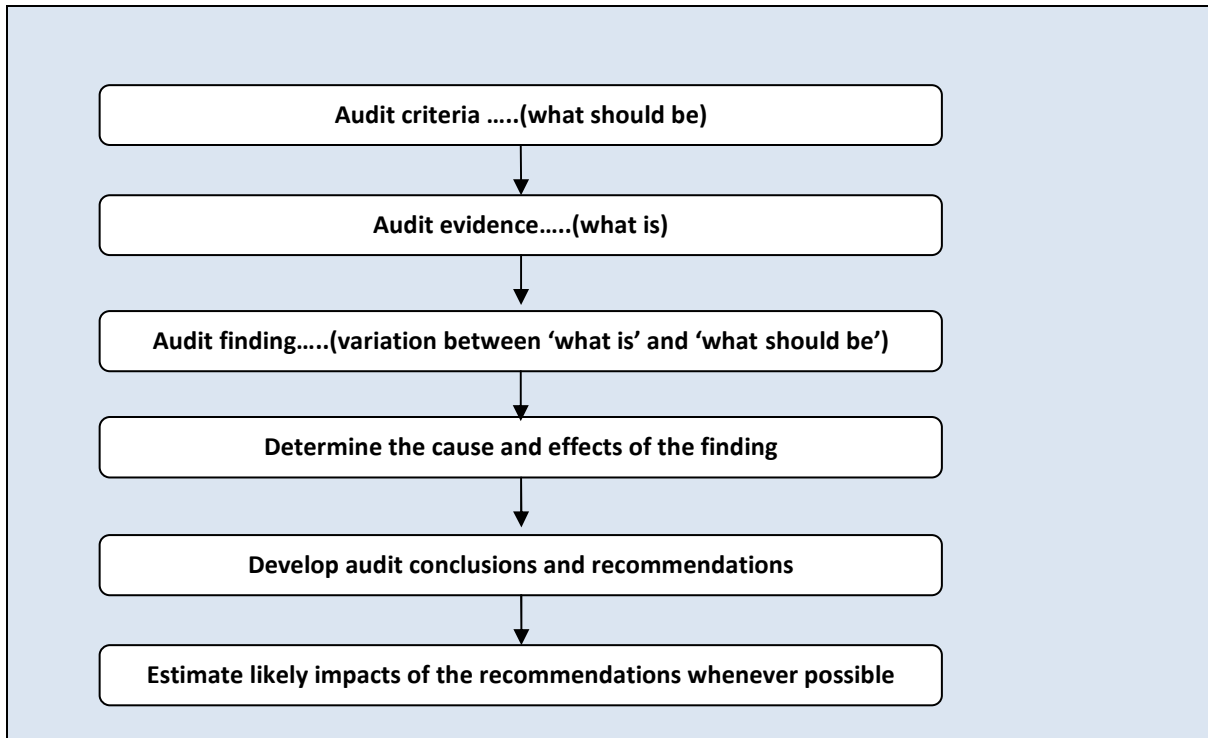 Audit criteria …..(what should be)
Audit evidence…..(what is)
Audit finding…..(variation between ‘what is’ and ‘what should be’)
Determine the cause and effects of the finding
Develop audit conclusions and recommendations
Estimate likely impacts of the recommendations whenever possible